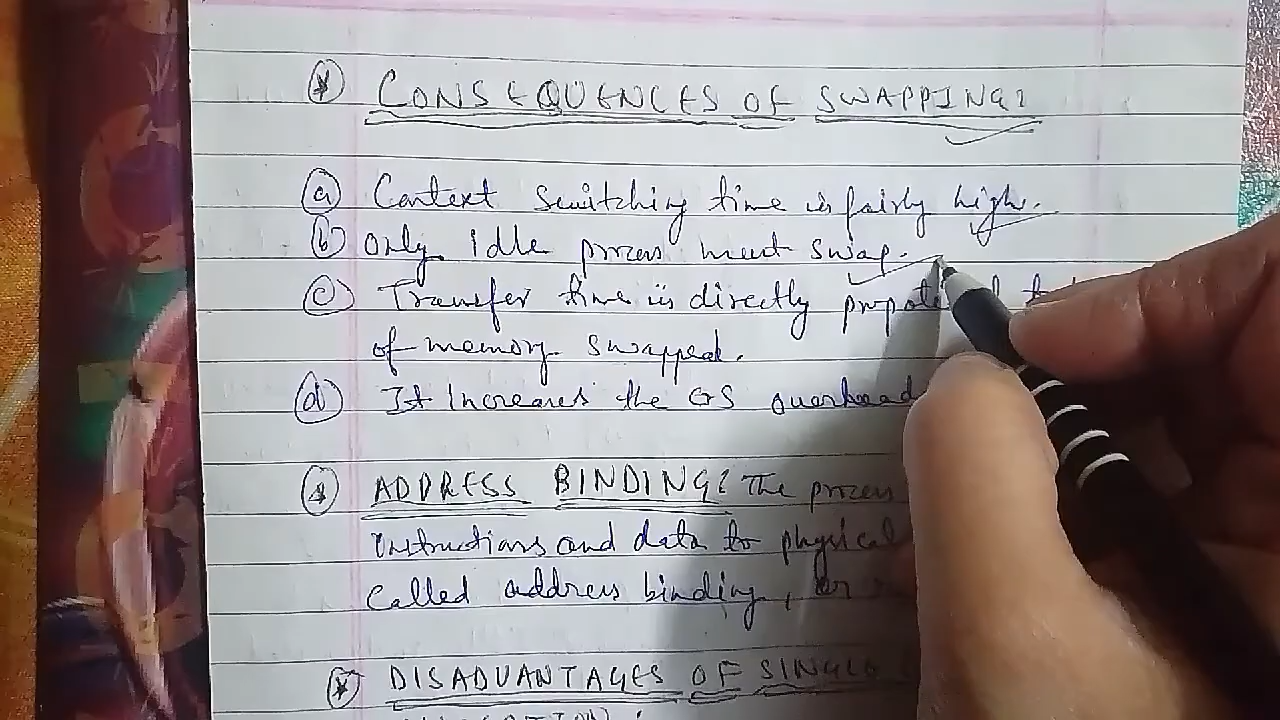 CONSEQUENCES OF SWAPPING:
(a) Context Switching time is fairly high.
(b) Only idle process must swap.
(c) Transfer time is directly
of memory swapped.
(d) It increases the OS overhead
ADDRESS BINDING: The process
instructions and data to physical
called address binding, or
DISADVANTAGES OF SINGLE